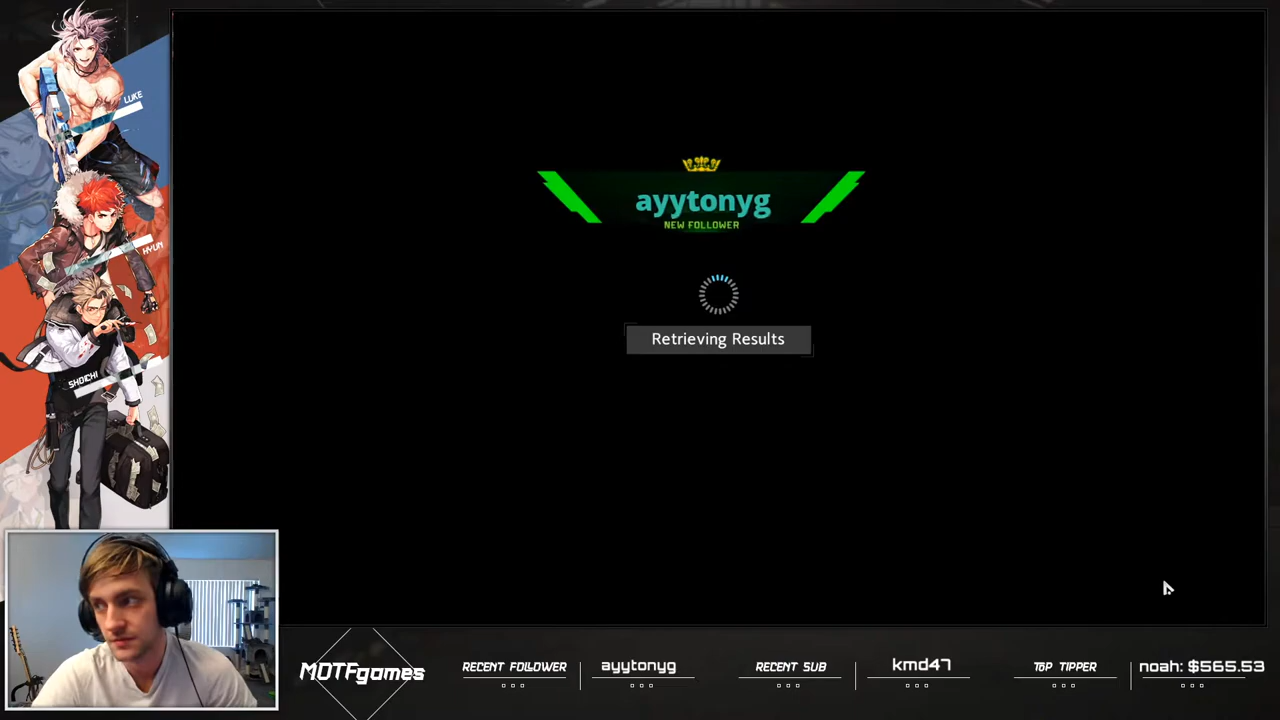 LUKE
HYUN
SHOICHI
ayytonyg
NEW FOLLOWER
Retrieving Results
MOTFgames
RECENT FOLLOWER
ayytonyg
RECENT SUB
kmd47
TOP TIPPER
noah: $565.53